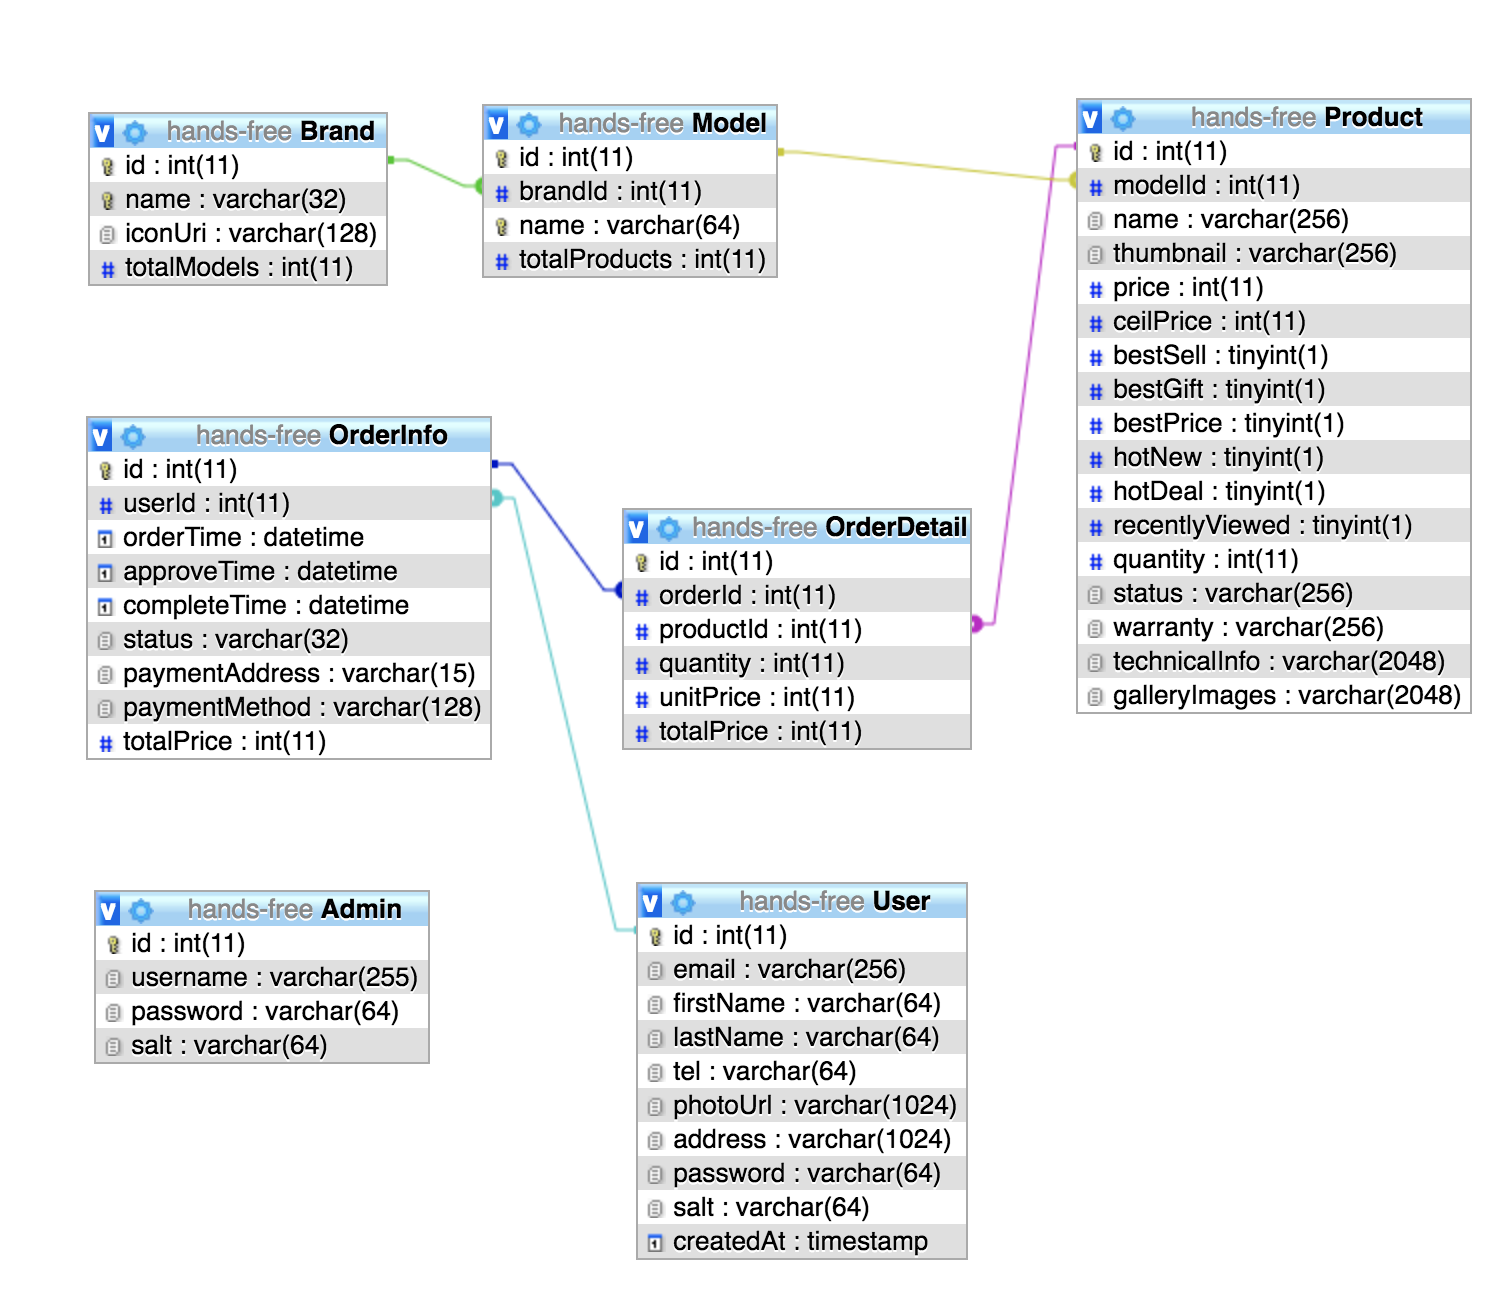 hands-free Brand
id : int(11)
name : varchar(32)
iconUri : varchar(128)
totalModels : int(11)
hands-free Model
id : int(11)
brandId : int(11)
name : varchar(64)
totalProducts : int(11)
hands-free Product
id : int(11)
modelId : int(11)
name : varchar(256)
thumbnail : varchar(256)
price : int(11)
ceilPrice : int(11)
bestSell : tinyint(1)
bestGift : tinyint(1)
bestPrice : tinyint(1)
hotNew : tinyint(1)
hotDeal : tinyint(1)
recentlyViewed : tinyint(1)
quantity : int(11)
status : varchar(256)
warranty : varchar(256)
technicalInfo : varchar(2048)
galleryImages : varchar(2048)
hands-free OrderInfo
id : int(11)
userId : int(11)
orderTime : datetime
approveTime : datetime
completeTime : datetime
status : varchar(32)
paymentAddress : varchar(15)
paymentMethod : varchar(128)
totalPrice : int(11)
hands-free OrderDetail
id : int(11)
orderId : int(11)
productId : int(11)
quantity : int(11)
unitPrice : int(11)
totalPrice : int(11)
hands-free Admin
id : int(11)
username : varchar(255)
password : varchar(64)
salt : varchar(64)
hands-free User
id : int(11)
email : varchar(256)
firstName : varchar(64)
lastName : varchar(64)
tel : varchar(64)
photoUrl : varchar(1024)
address : varchar(1024)
password : varchar(64)
salt : varchar(64)
createdAt : timestamp